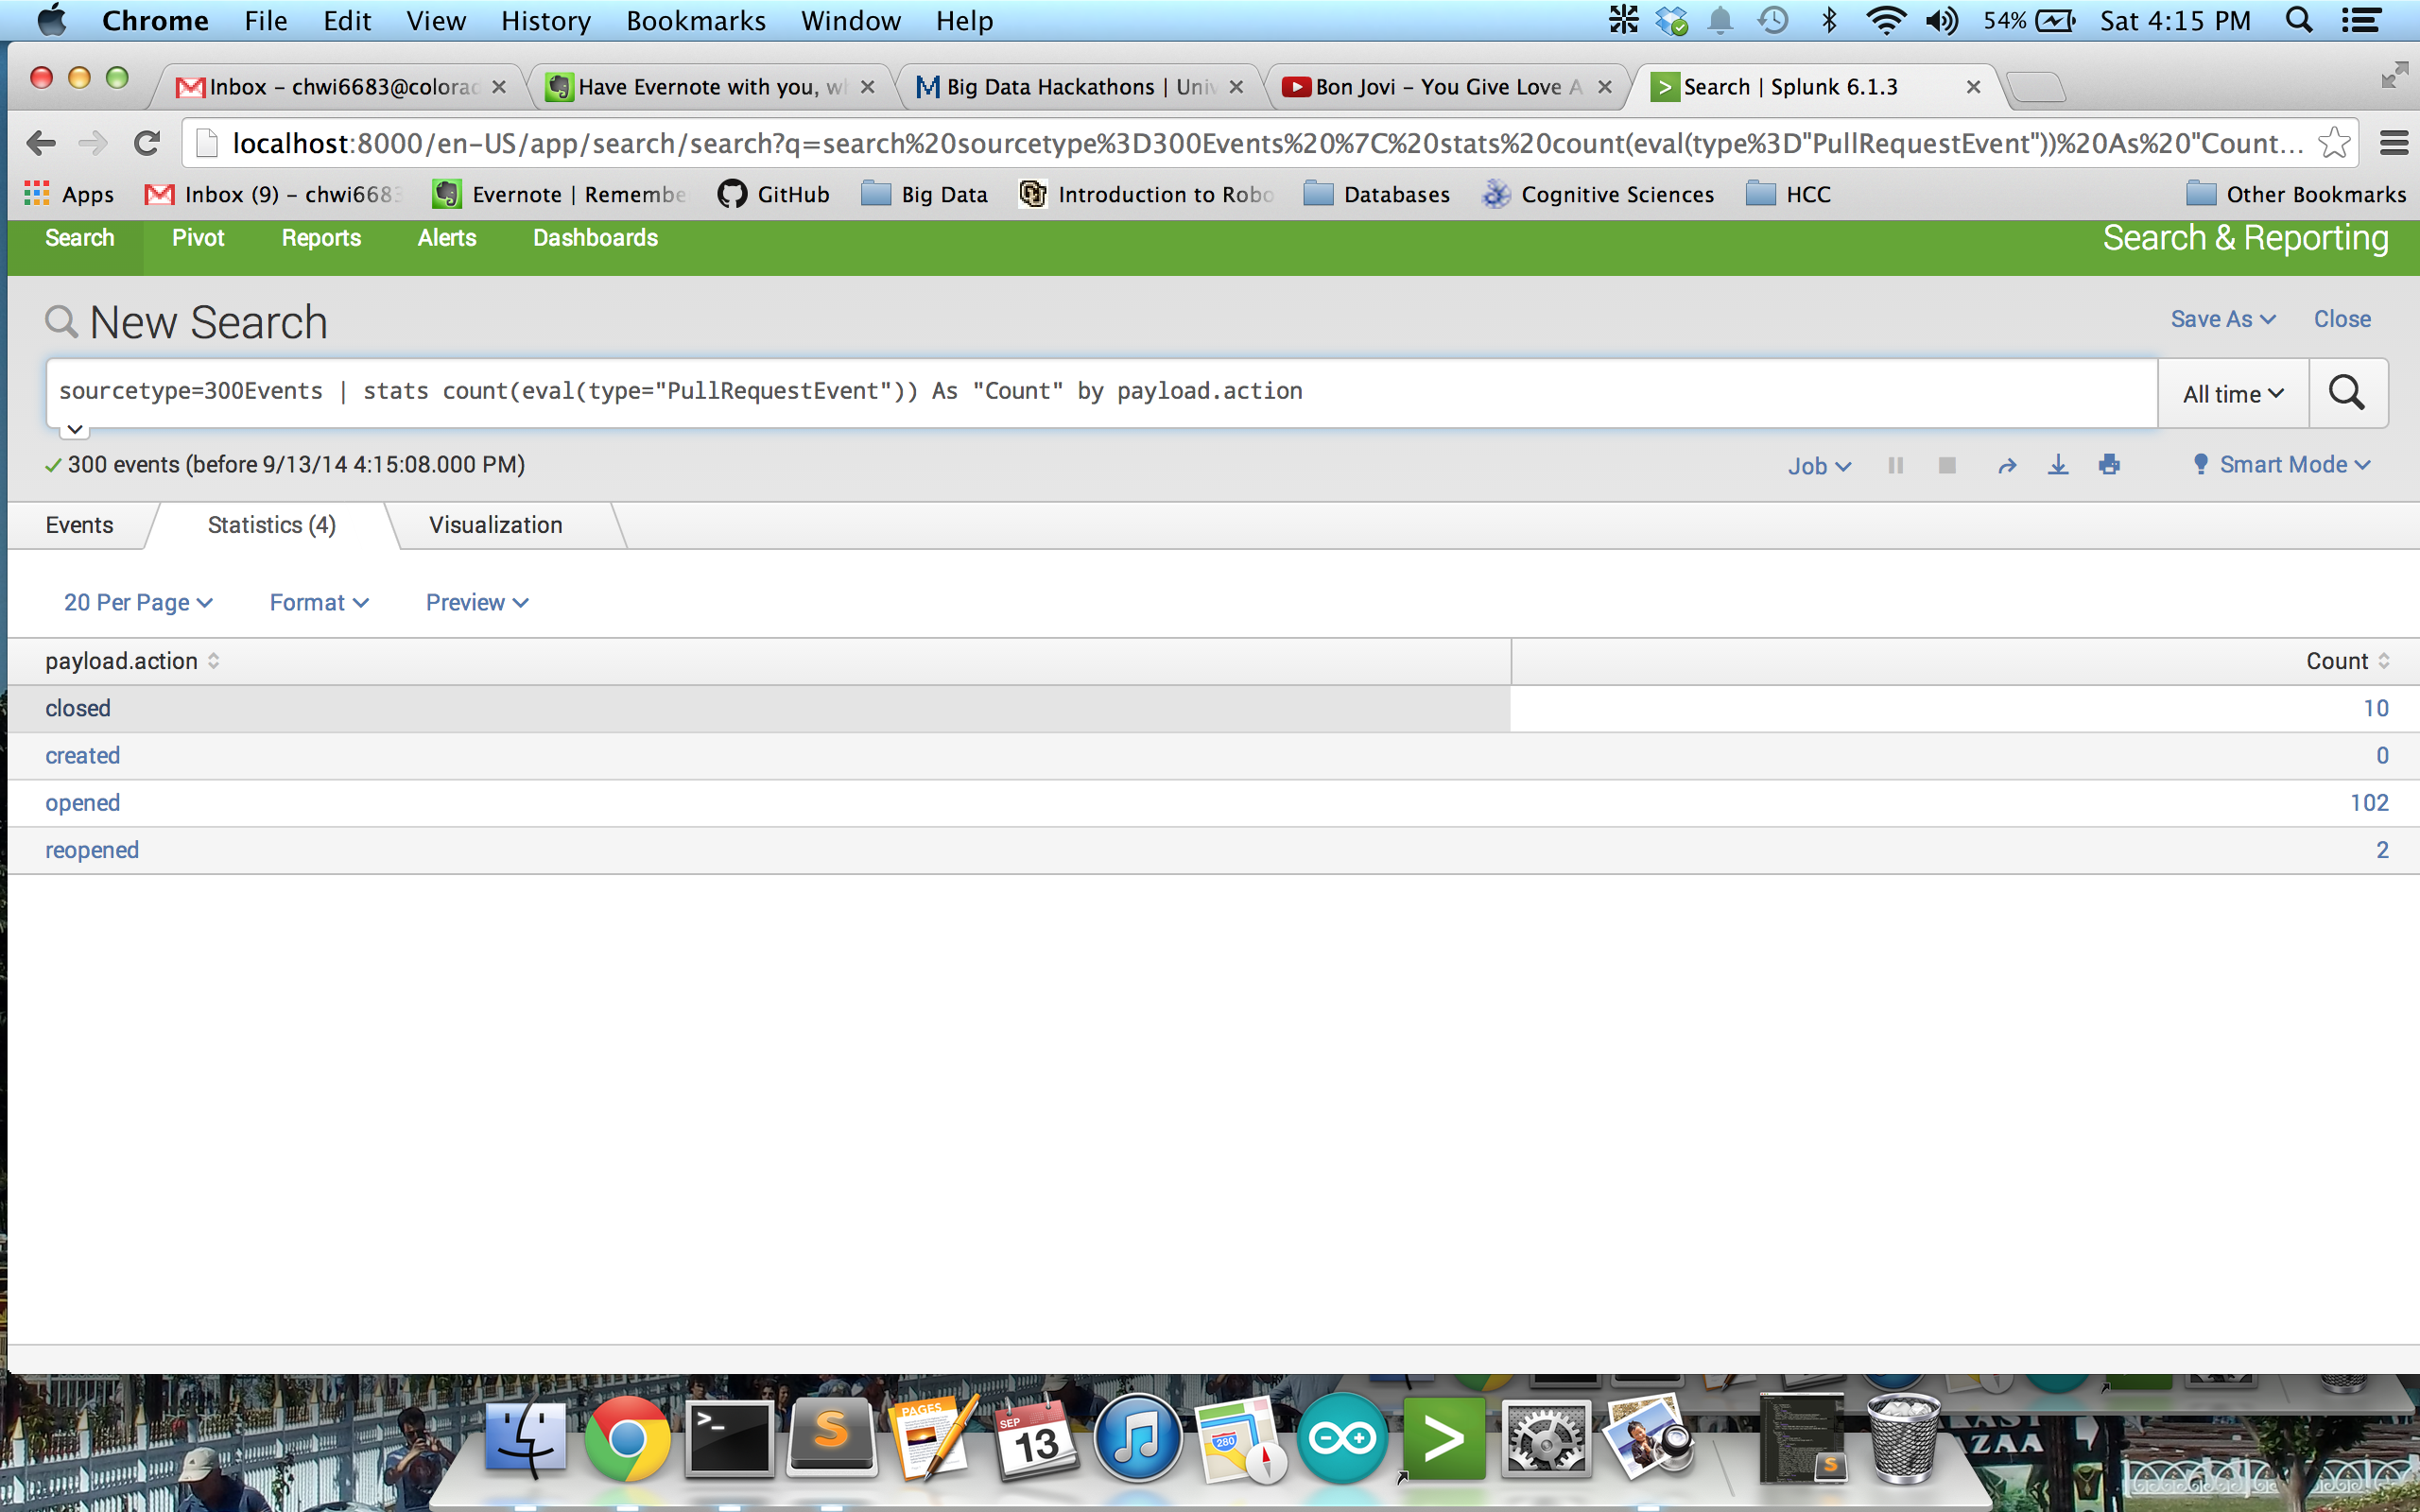 Chrome File Edit View History Bookmarks Window Help 54% Sat 4:15 PM
Inbox – chwi6683@colorad Have Evernote with you, wh Big Data Hackathons | Univ Bon Jovi – You Give Love A Search | Splunk 6.1.3
localhost:8000/en-US/app/search/search?q=search%20sourcetype%3D300Events%20%7C%20stats%20count(eval(type%3D"PullRequestEvent"))%20As%20"Count...
Apps Inbox (9) – chwi6683 Evernote | Remembe GitHub Big Data Introduction to Robo Databases Cognitive Sciences HCC Other Bookmarks
Search Pivot Reports Alerts Dashboards Search & Reporting
New Search Save As Close
sourcetype=300Events | stats count(eval(type="PullRequestEvent")) As "Count" by payload.action All time
300 events (before 9/13/14 4:15:08.000 PM) Job Smart Mode
Events Statistics (4) Visualization
20 Per Page Format Preview
payload.action Count
closed 10
created 0
opened 102
reopened 2
PAGES
SEP
13
280
AZAA